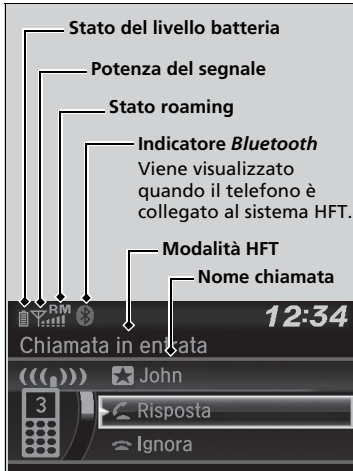 Stato del livello batteria
Potenza del segnale
Stato roaming
Indicatore Bluetooth
Viene visualizzato
quando il telefono è
collegato al sistema HFT.
Modalità HFT
Nome chiamata
RM
12:34
Chiamata in entrata
John
3
Risposta
Ignora